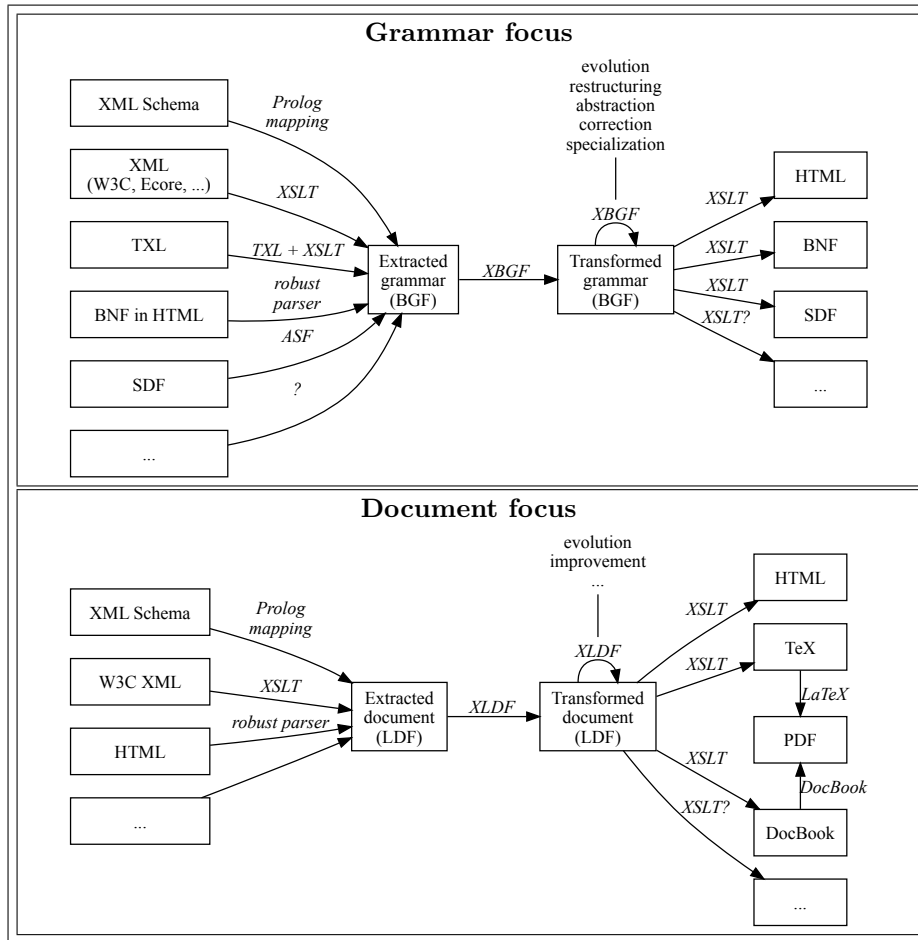 Grammar focus
XML Schema
XML
(W3C, Ecore, ...)
TXL
BNF in HTML
SDF
...
Prolog
mapping
XSLT
TXL + XSLT
robust
parser
ASF
?
Extracted
grammar
(BGF)
XBGF
evolution
restructuring
abstraction
correction
specialization
XBGF
Transformed
grammar
(BGF)
XSLT
XSLT
XSLT
XSLT?
HTML
BNF
SDF
...
Document focus
XML Schema
W3C XML
HTML
...
Prolog
mapping
XSLT
robust parser
Extracted
document
(LDF)
XLDF
evolution
improvement
...
XLDF
Transformed
document
(LDF)
XSLT
XSLT
XSLT
XSLT?
HTML
TeX
LaTeX
PDF
DocBook
DocBook
...